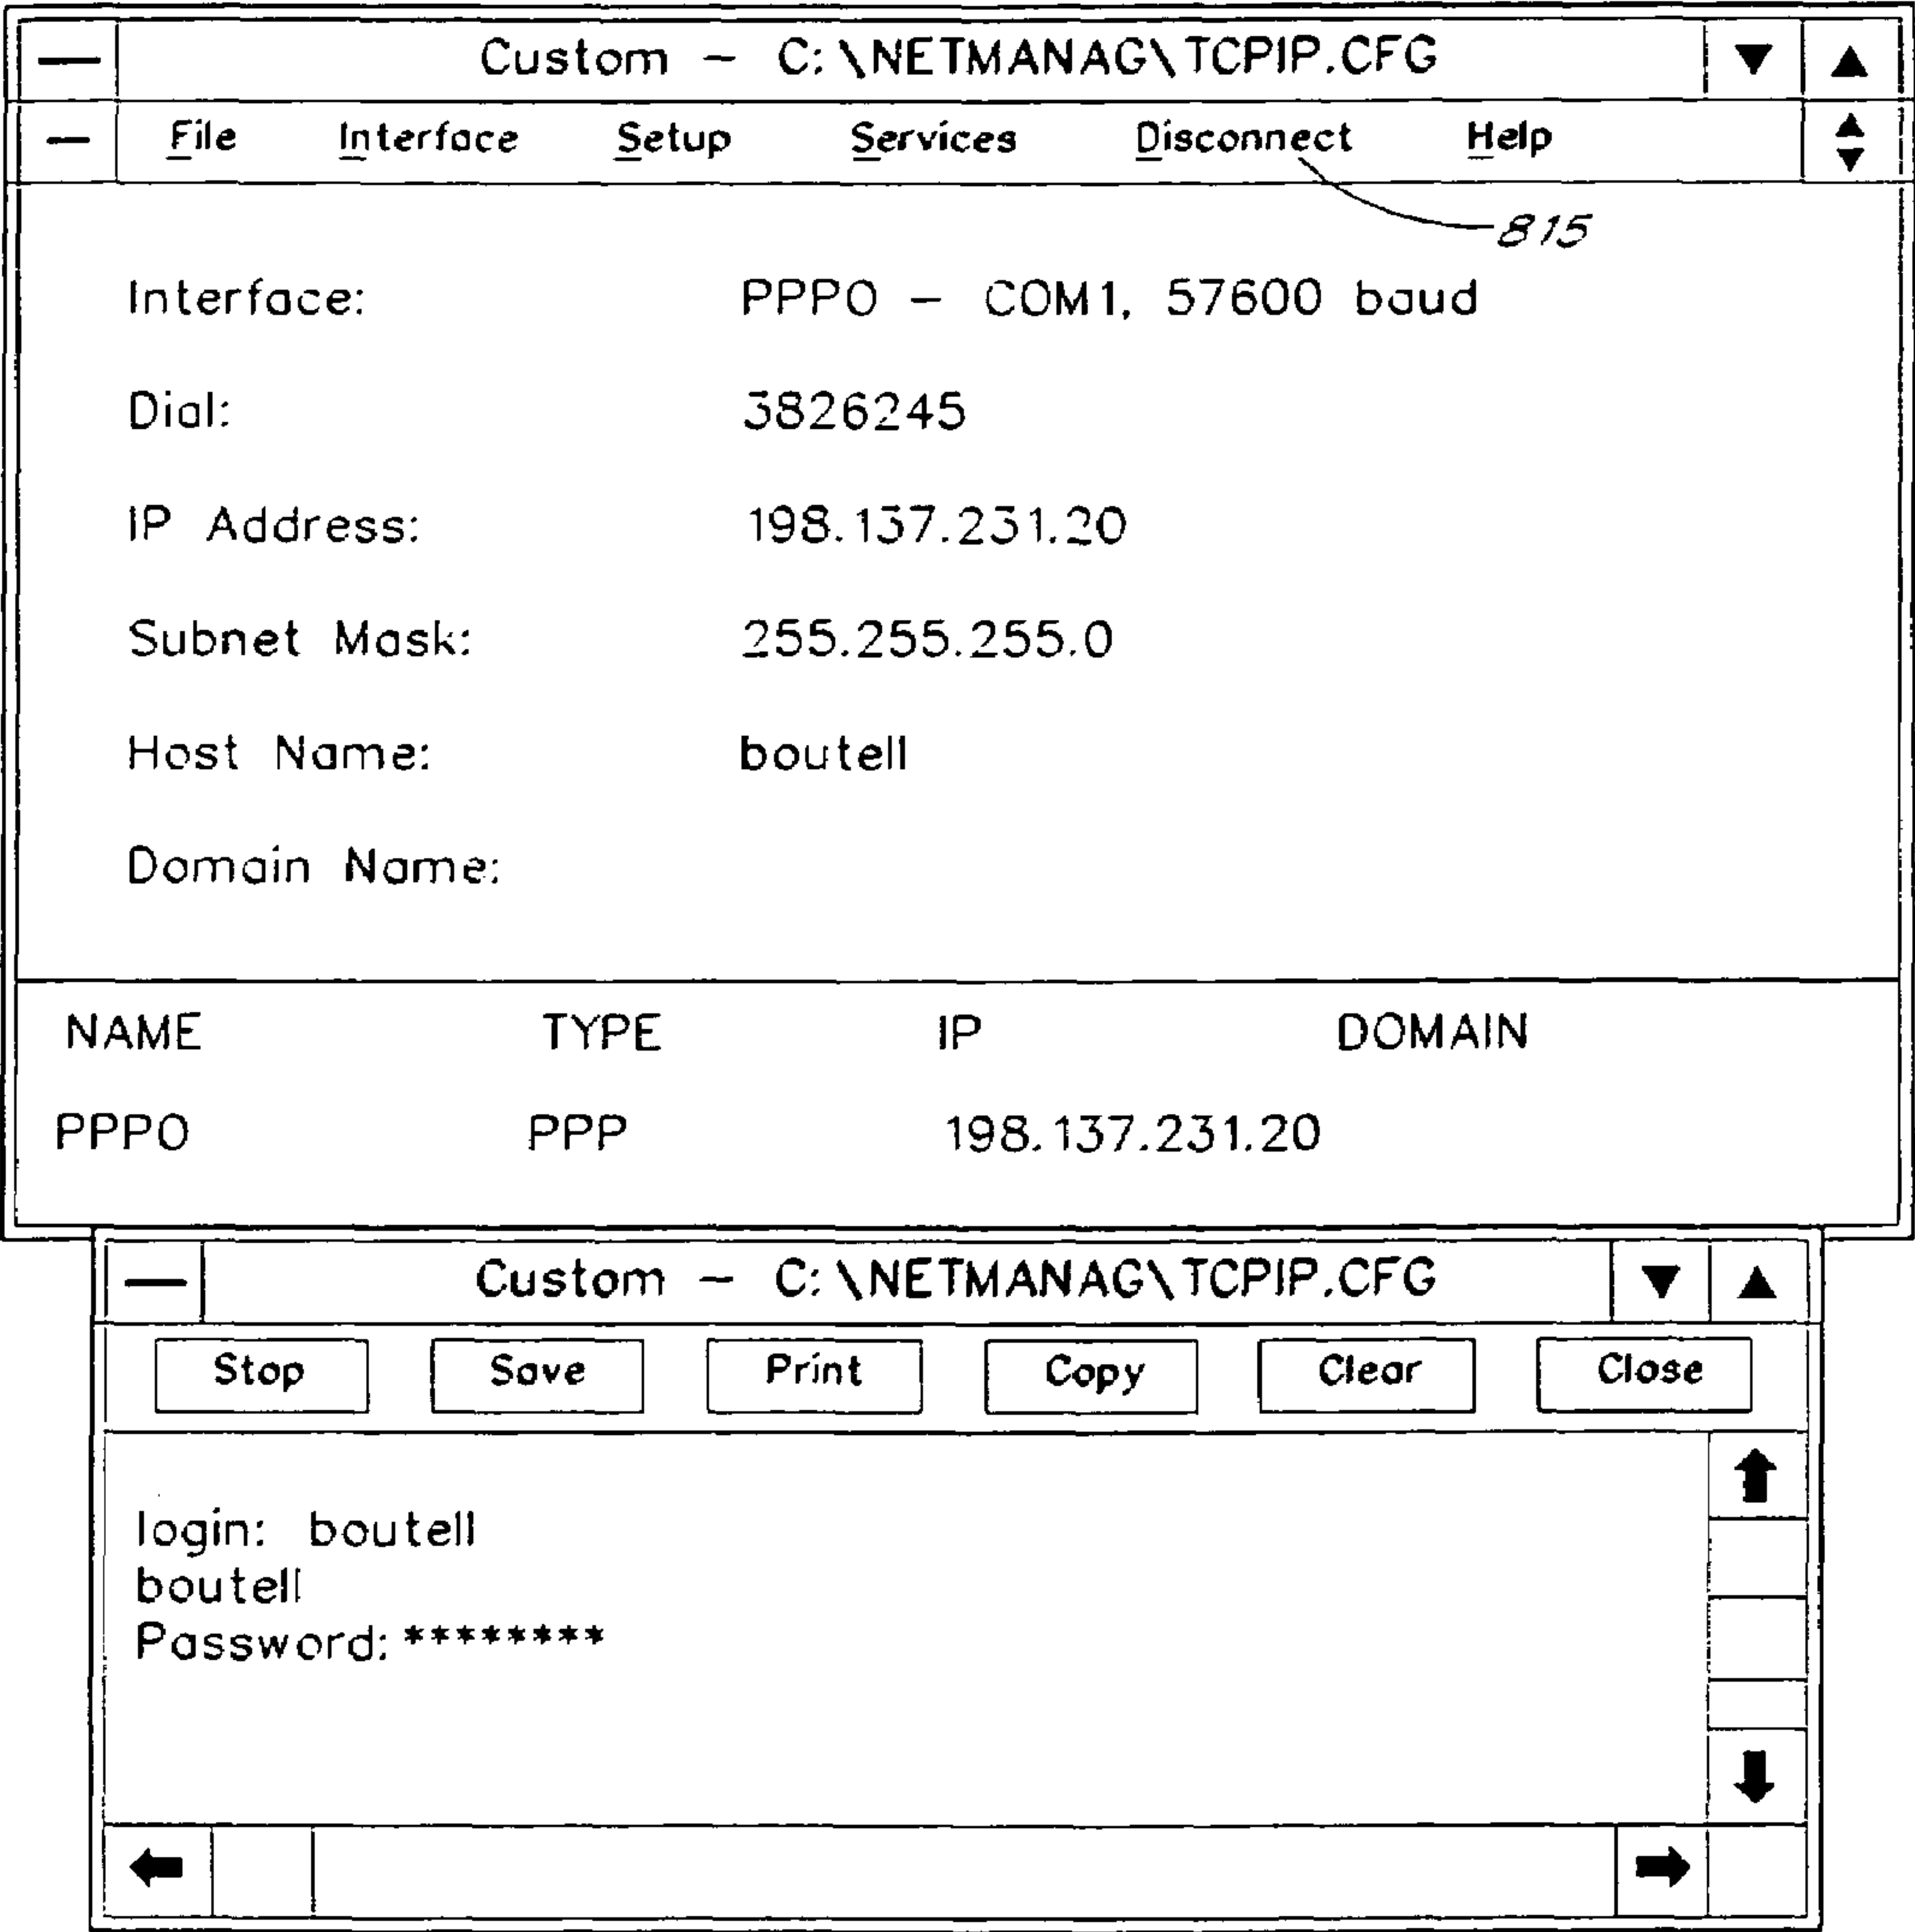 Custom - C:\NETMANAG\TCPIP.CFG
File Interface Setup Services Disconnect Help
815
Interface: PPP0 - COM1, 57600 baud
Dial: 3826245
IP Address: 198.137.231.20
Subnet Mask: 255.255.255.0
Host Name: boutell
Domain Name:
NAME TYPE IP DOMAIN
PPP0 PPP 198.137.231.20
Custom - C:\NETMANAG\TCPIP.CFG
Stop Save Print Copy Clear Close
login: boutell
boutell
Password: ********